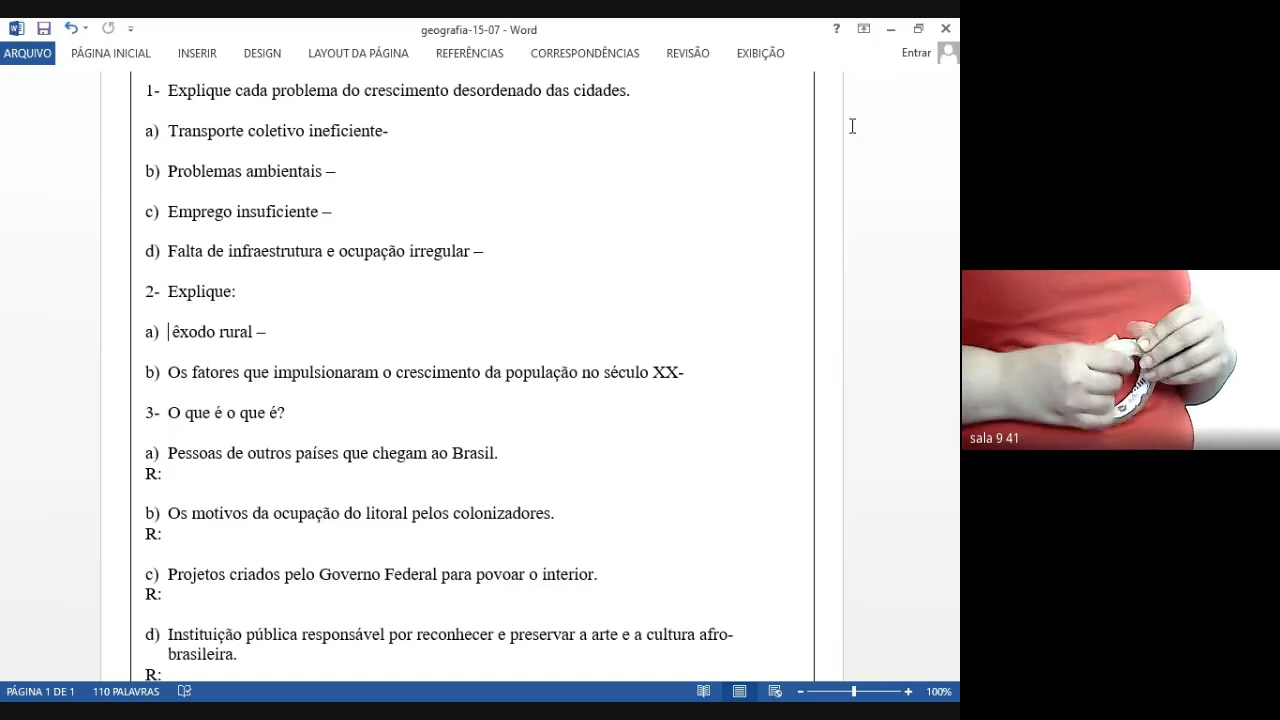 geografia-15-07 - Word
ARQUIVO PÁGINA INICIAL INSERIR DESIGN LAYOUT DA PÁGINA REFERÊNCIAS CORRESPONDÊNCIAS REVISÃO EXIBIÇÃO Entrar
1- Explique cada problema do crescimento desordenado das cidades.
a) Transporte coletivo ineficiente-
b) Problemas ambientais –
c) Emprego insuficiente –
d) Falta de infraestrutura e ocupação irregular –
2- Explique:
a) êxodo rural –
b) Os fatores que impulsionaram o crescimento da população no século XX-
3- O que é o que é?
a) Pessoas de outros países que chegam ao Brasil.
R:
b) Os motivos da ocupação do litoral pelos colonizadores.
R:
c) Projetos criados pelo Governo Federal para povoar o interior.
R:
d) Instituição pública responsável por reconhecer e preservar a arte e a cultura afro-
brasileira.
R:
PÁGINA 1 DE 1 110 PALAVRAS 100%
sala 9 41